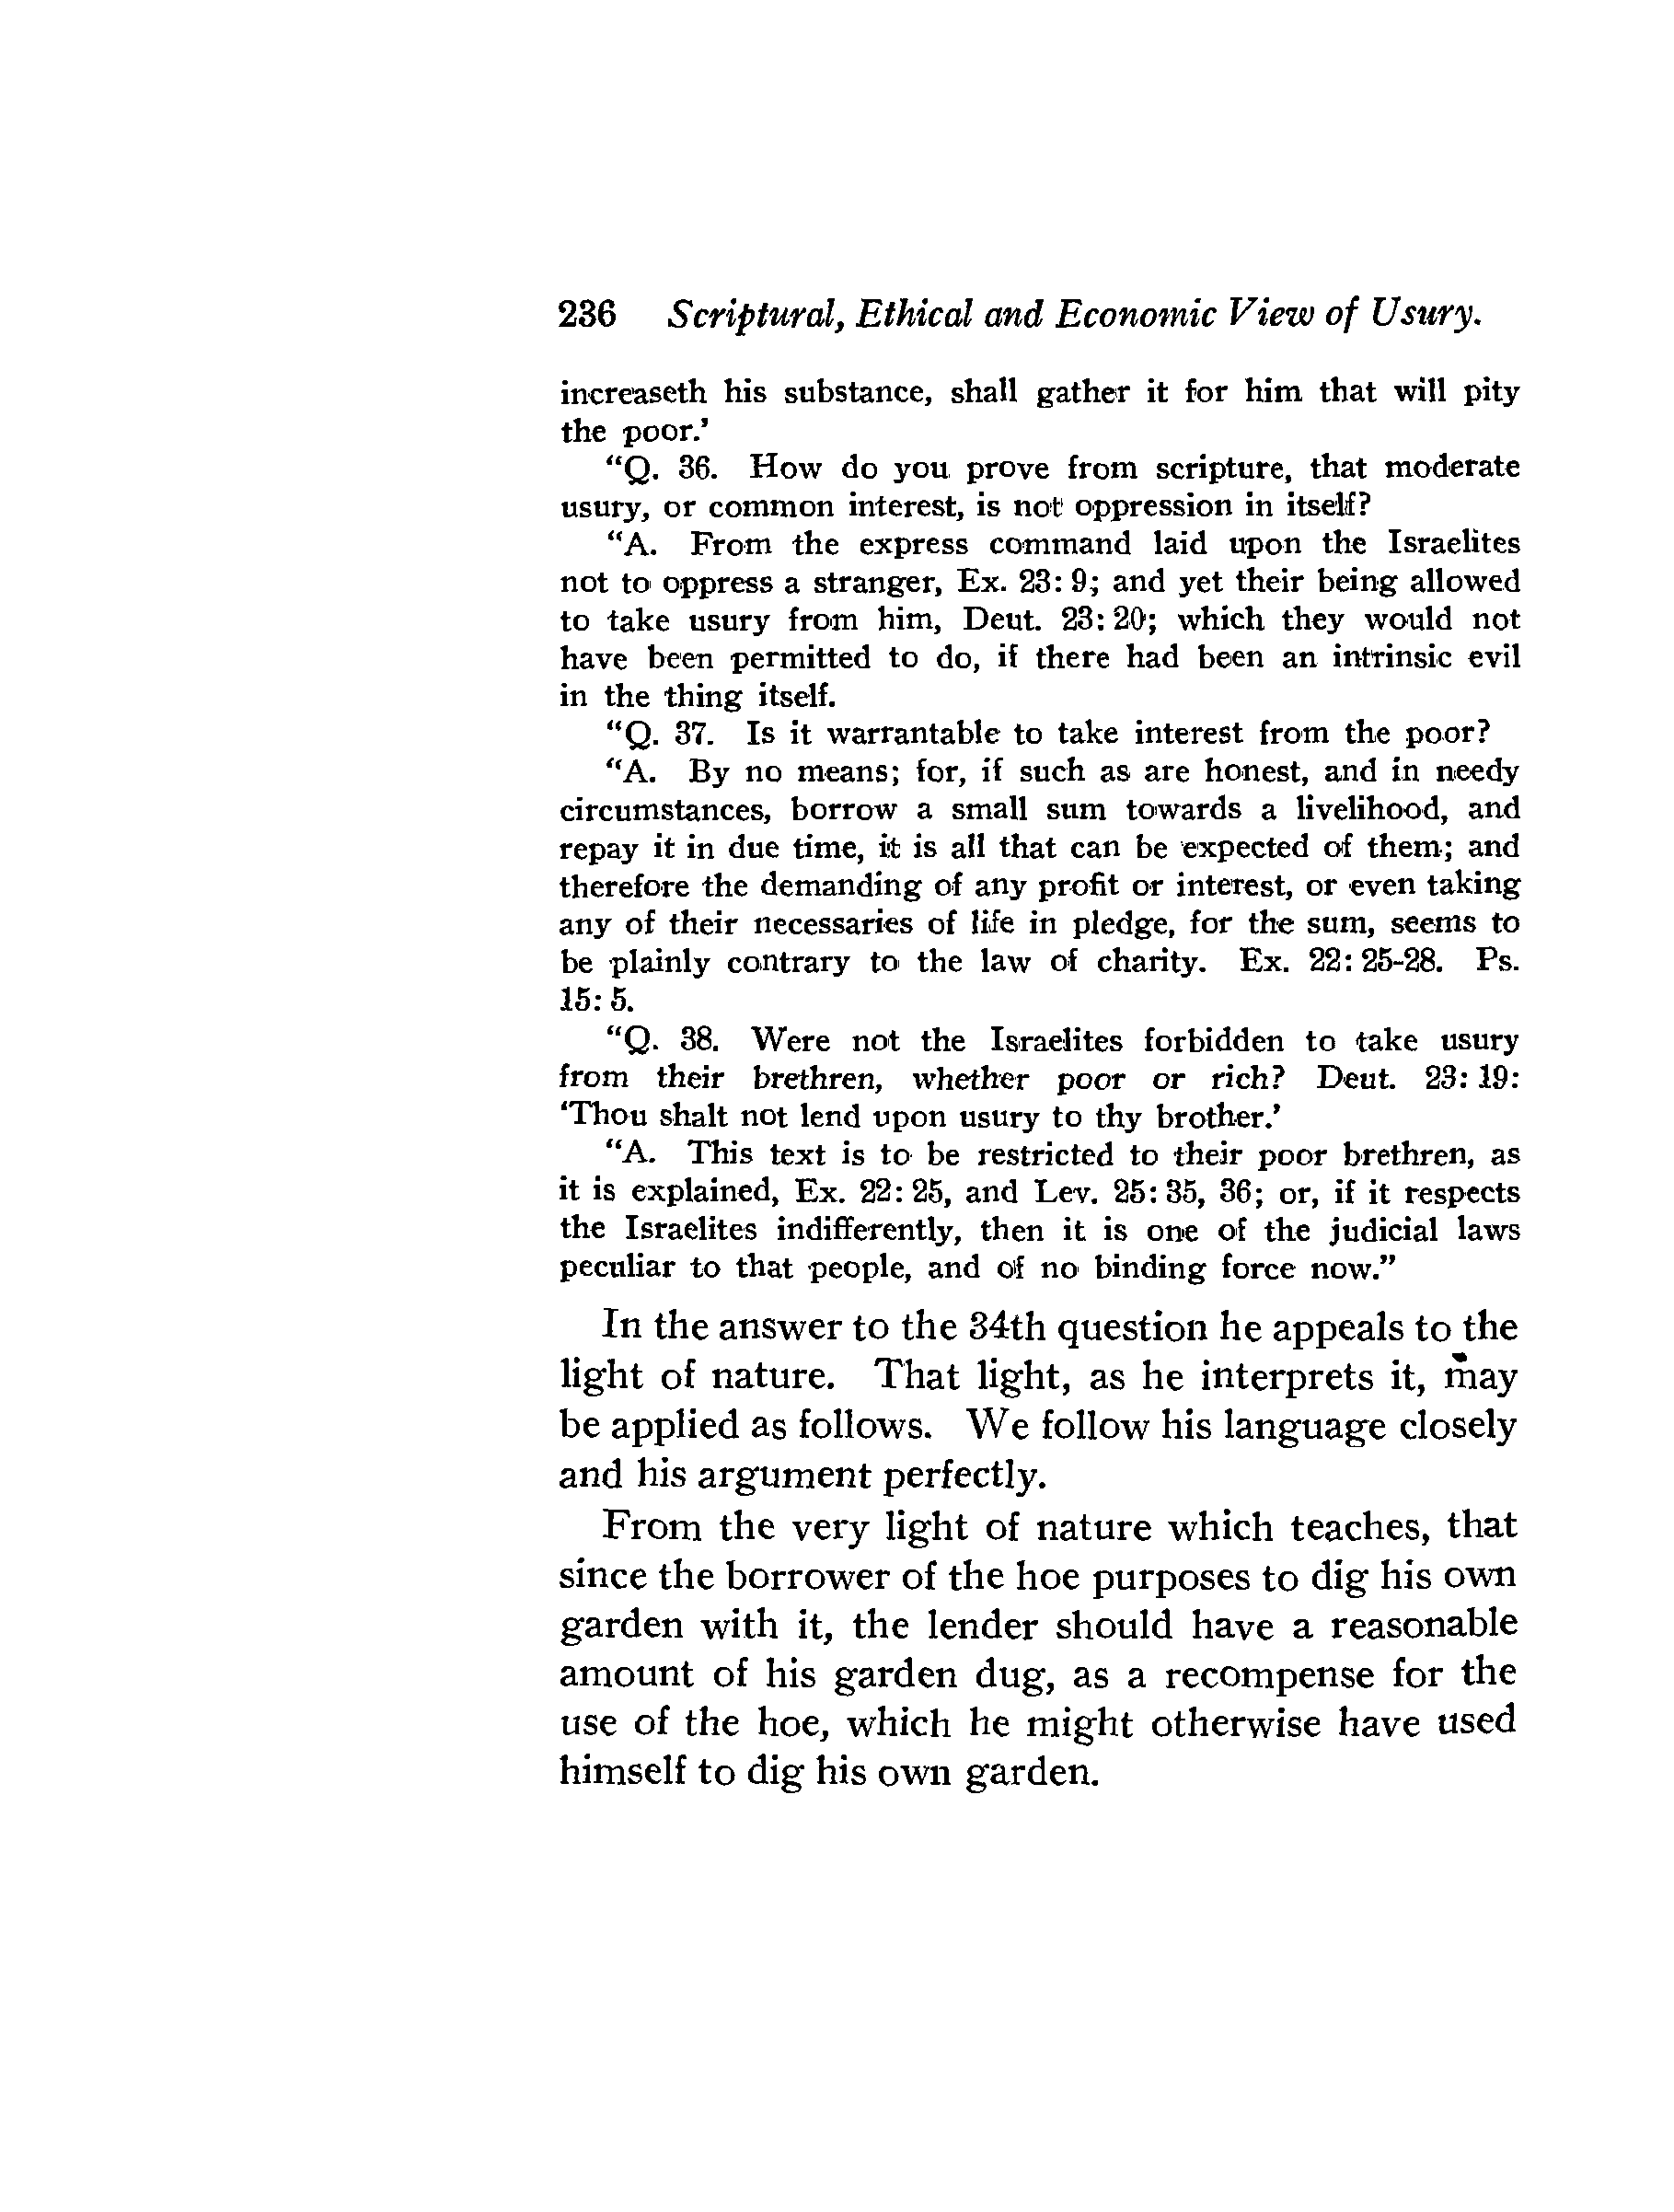 236 Scriptural, Ethical and Economic View of Usury.
increaseth his substance, shall gather it for him that will pity
the poor.’
“Q. 36. How do you prove from scripture, that moderate
usury, or common interest, is not oppression in itself?
“A. From the express command laid upon the Israelites
not to oppress a stranger, Ex. 23: 9; and yet their being allowed
to take usury from him, Deut. 23: 20; which they would not
have been permitted to do, if there had been an intrinsic evil
in the thing itself.
“Q. 37. Is it warrantable to take interest from the poor?
“A. By no means; for, if such as are honest, and in needy
circumstances, borrow a small sum towards a livelihood, and
repay it in due time, it is all that can be expected of them; and
therefore the demanding of any profit or interest, or even taking
any of their necessaries of life in pledge, for the sum, seems to
be plainly contrary to the law of charity. Ex. 22: 25-28. Ps.
15: 5.
“Q. 38. Were not the Israelites forbidden to take usury
from their brethren, whether poor or rich? Deut. 23: 19:
‘Thou shalt not lend upon usury to thy brother.’
“A. This text is to be restricted to their poor brethren, as
it is explained, Ex. 22: 25, and Lev. 25: 35, 36; or, if it respects
the Israelites indifferently, then it is one of the judicial laws
peculiar to that people, and of no binding force now.”
In the answer to the 34th question he appeals to the
light of nature. That light, as he interprets it, may
be applied as follows. We follow his language closely
and his argument perfectly.
From the very light of nature which teaches, that
since the borrower of the hoe purposes to dig his own
garden with it, the lender should have a reasonable
amount of his garden dug, as a recompense for the
use of the hoe, which he might otherwise have used
himself to dig his own garden.